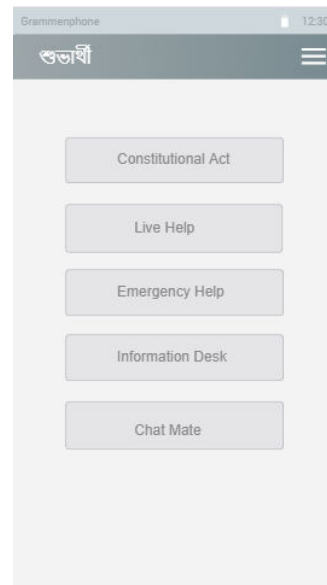 Grammenphone 12:30
শুভার্থী
Constitutional Act
Live Help
Emergency Help
Information Desk
Chat Mate